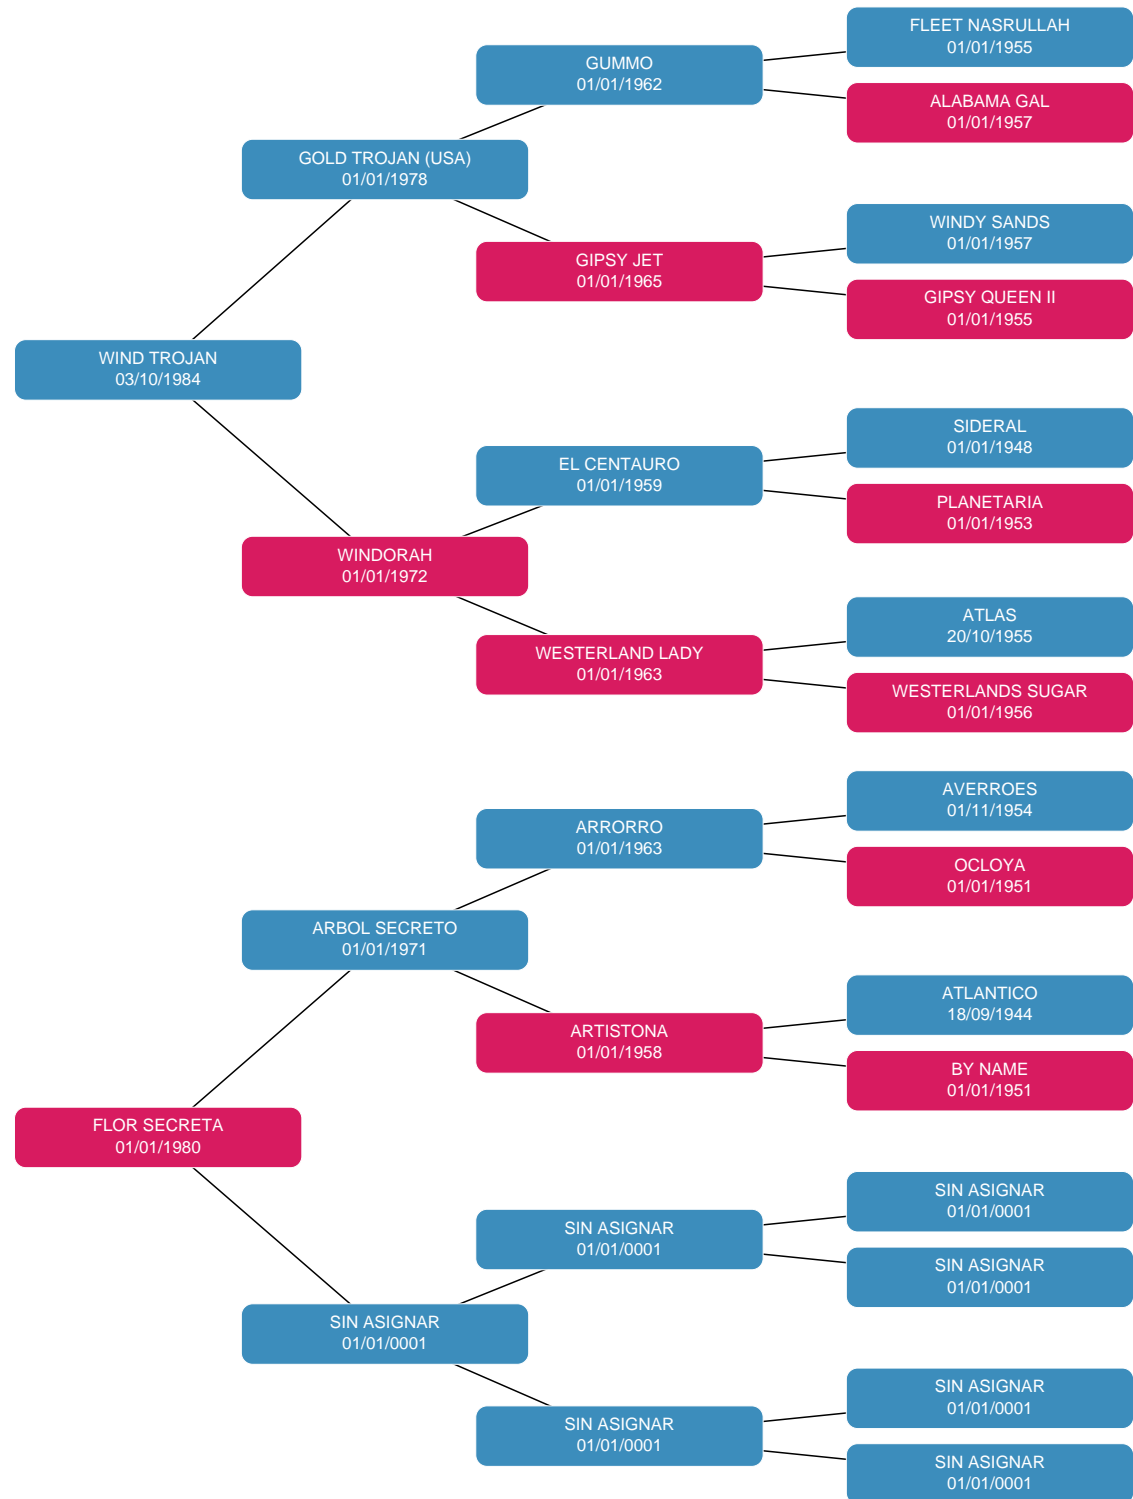 FLEET NASRULLAH
01/01/1955
GUMMO
01/01/1962
ALABAMA GAL
01/01/1957
GOLD TROJAN (USA)
01/01/1978
WINDY SANDS
01/01/1957
GIPSY JET
01/01/1965
GIPSY QUEEN II
01/01/1955
WIND TROJAN
03/10/1984
SIDERAL
01/01/1948
EL CENTAURO
01/01/1959
PLANETARIA
01/01/1953
WINDORAH
01/01/1972
ATLAS
20/10/1955
WESTERLAND LADY
01/01/1963
WESTERLANDS SUGAR
01/01/1956
AVERROES
01/11/1954
ARRORRO
01/01/1963
OCLOYA
01/01/1951
ARBOL SECRETO
01/01/1971
ATLANTICO
18/09/1944
ARTISTONA
01/01/1958
BY NAME
01/01/1951
FLOR SECRETA
01/01/1980
SIN ASIGNAR
01/01/0001
SIN ASIGNAR
01/01/0001
SIN ASIGNAR
01/01/0001
SIN ASIGNAR
01/01/0001
SIN ASIGNAR
01/01/0001
SIN ASIGNAR
01/01/0001
SIN ASIGNAR
01/01/0001